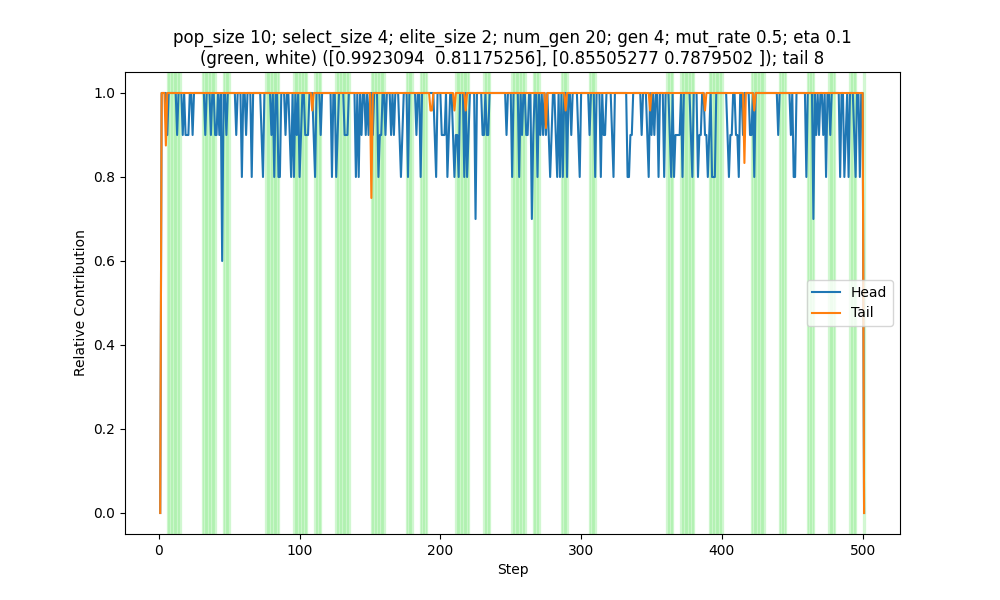 pop_size 10; select_size 4; elite_size 2; num_gen 20; gen 4; mut_rate 0.5; eta 0.1
(green, white) ([0.9923094  0.81175256], [0.85505277 0.7879502 ]); tail 8
1.0
0.8
0.6
0.4
0.2
0.0
Relative Contribution
Head
Tail
0
100
200
300
400
500
Step